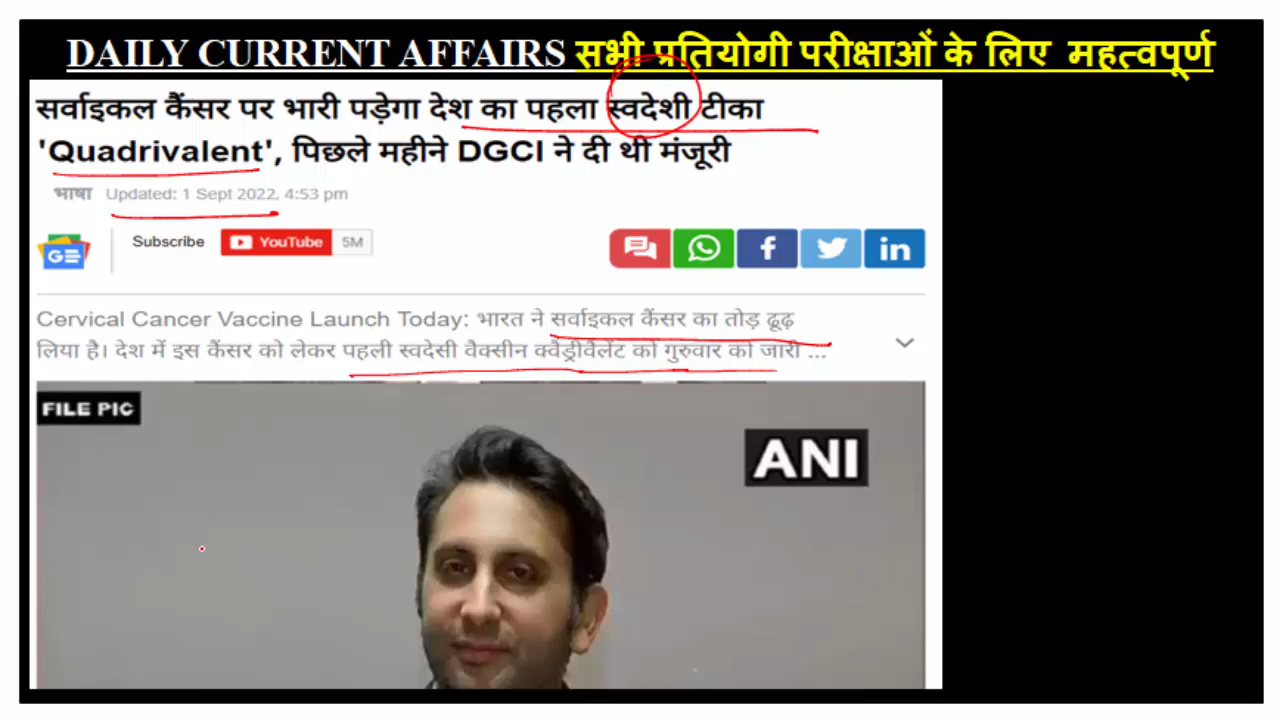 DAILY CURRENT AFFAIRS सभी प्रतियोगी परीक्षाओं के लिए महत्वपूर्ण
सर्वाइकल कैंसर पर भारी पड़ेगा देश का पहला स्वदेशी टीका
'Quadrivalent', पिछले महीने DGCI ने दी थी मंजूरी
भाषा Updated: 1 Sept 2022, 4:53 pm
GE Subscribe YouTube 5M
f in
Cervical Cancer Vaccine Launch Today: भारत ने सर्वाइकल कैंसर का तोड़ ढूढ़
लिया है। देश में इस कैंसर को लेकर पहली स्वदेसी वैक्सीन क्वैड्रीवैलेंट को गुरुवार को जारी ...
FILE PIC
ANI